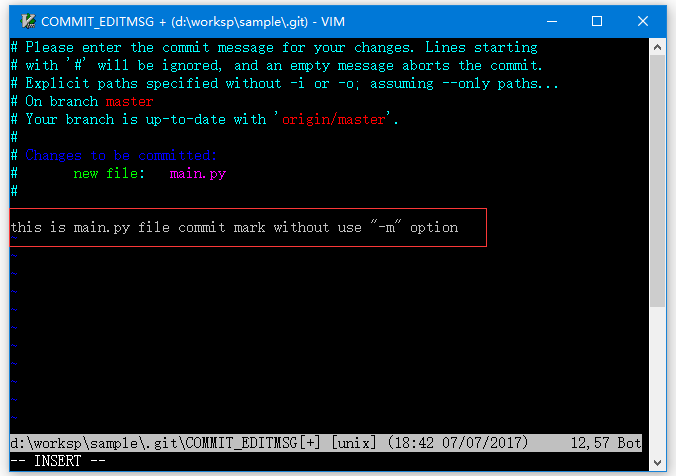 COMMIT_EDITMSG + (d:\worksp\sample\.git) - VIM
# Please enter the commit message for your changes. Lines starting
# with '#' will be ignored, and an empty message aborts the commit.
# Explicit paths specified without -i or -o; assuming --only paths...
# On branch master
# Your branch is up-to-date with 'origin/master'.
#
# Changes to be committed:
#       new file:   main.py
#
this is main.py file commit mark without use "-m" option
~
~
~
~
~
~
~
~
~
~
d:\worksp\sample\.git\COMMIT_EDITMSG[+] [unix] (18:42 07/07/2017) 12,57 Bot
-- INSERT --